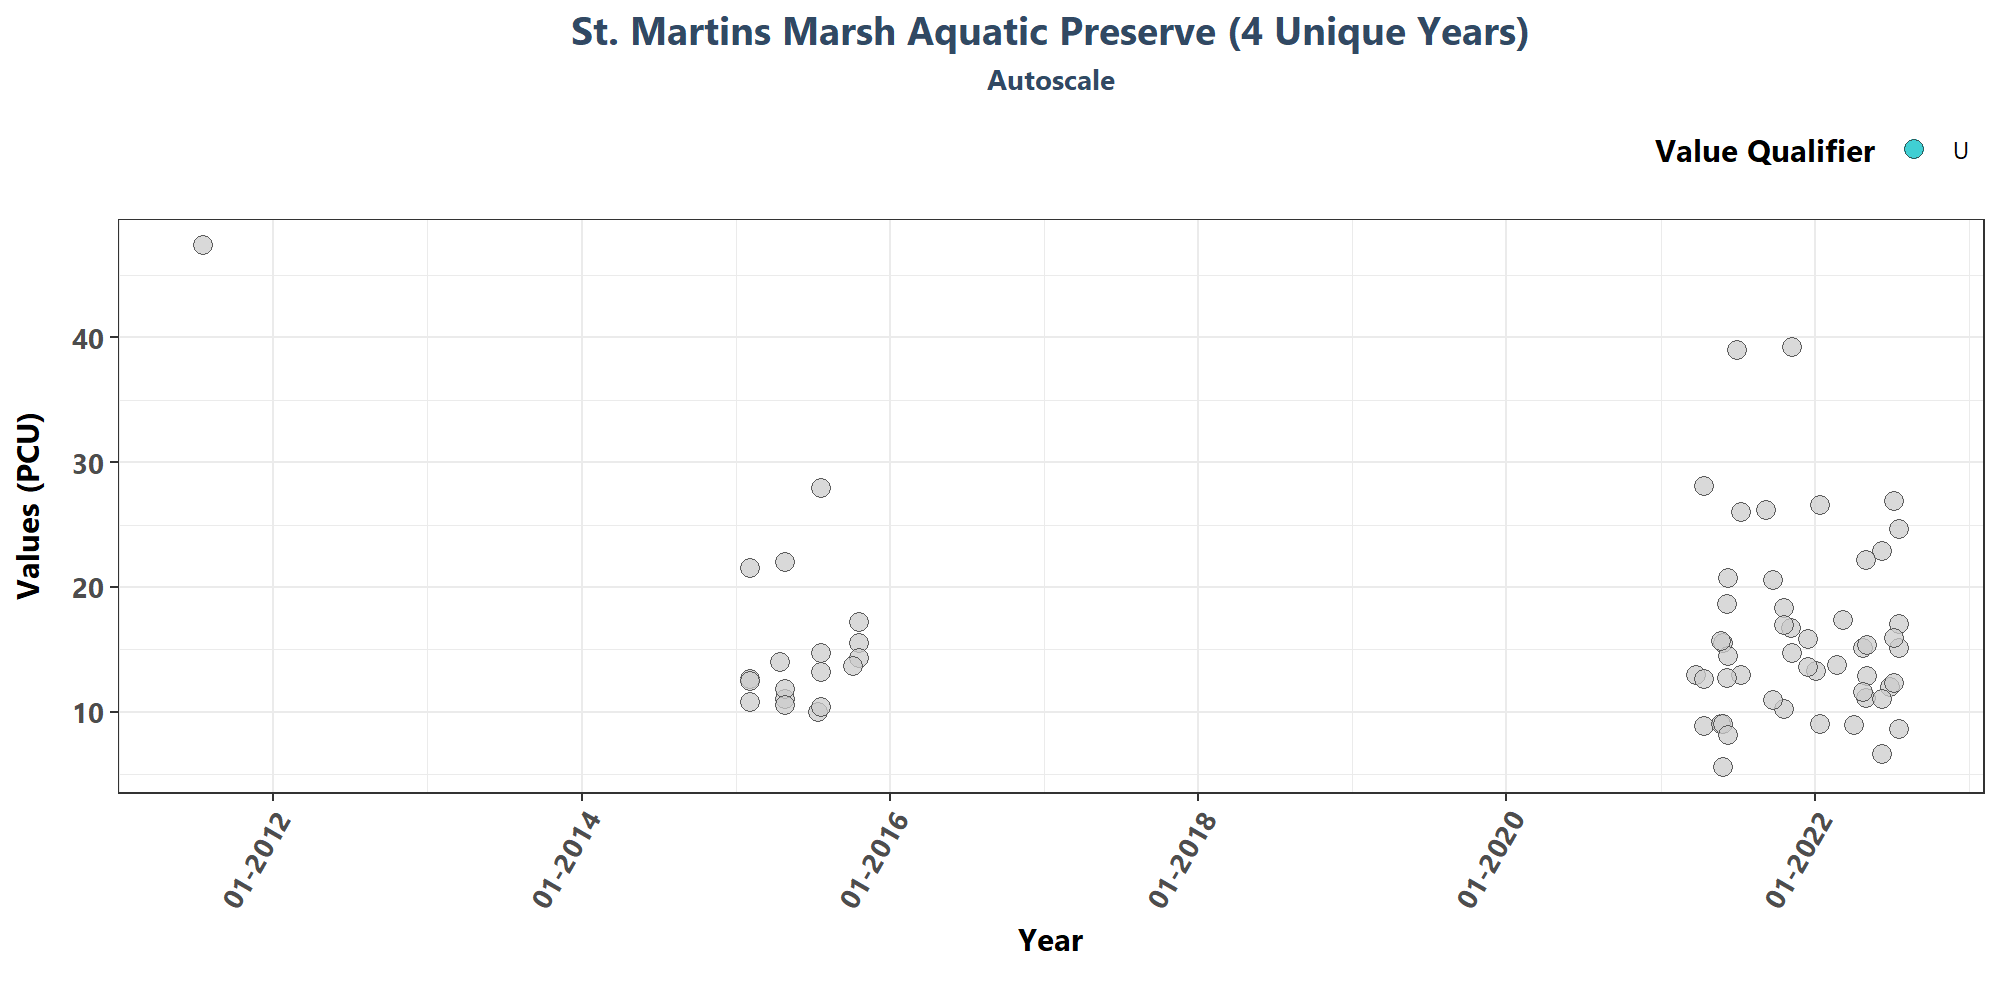 St. Martins Marsh Aquatic Preserve (4 Unique Years)
Autoscale
Value Qualifier U
Values (PCU)
40
30
20
10
01-2012 01-2014 01-2016 01-2018 01-2020 01-2022
Year